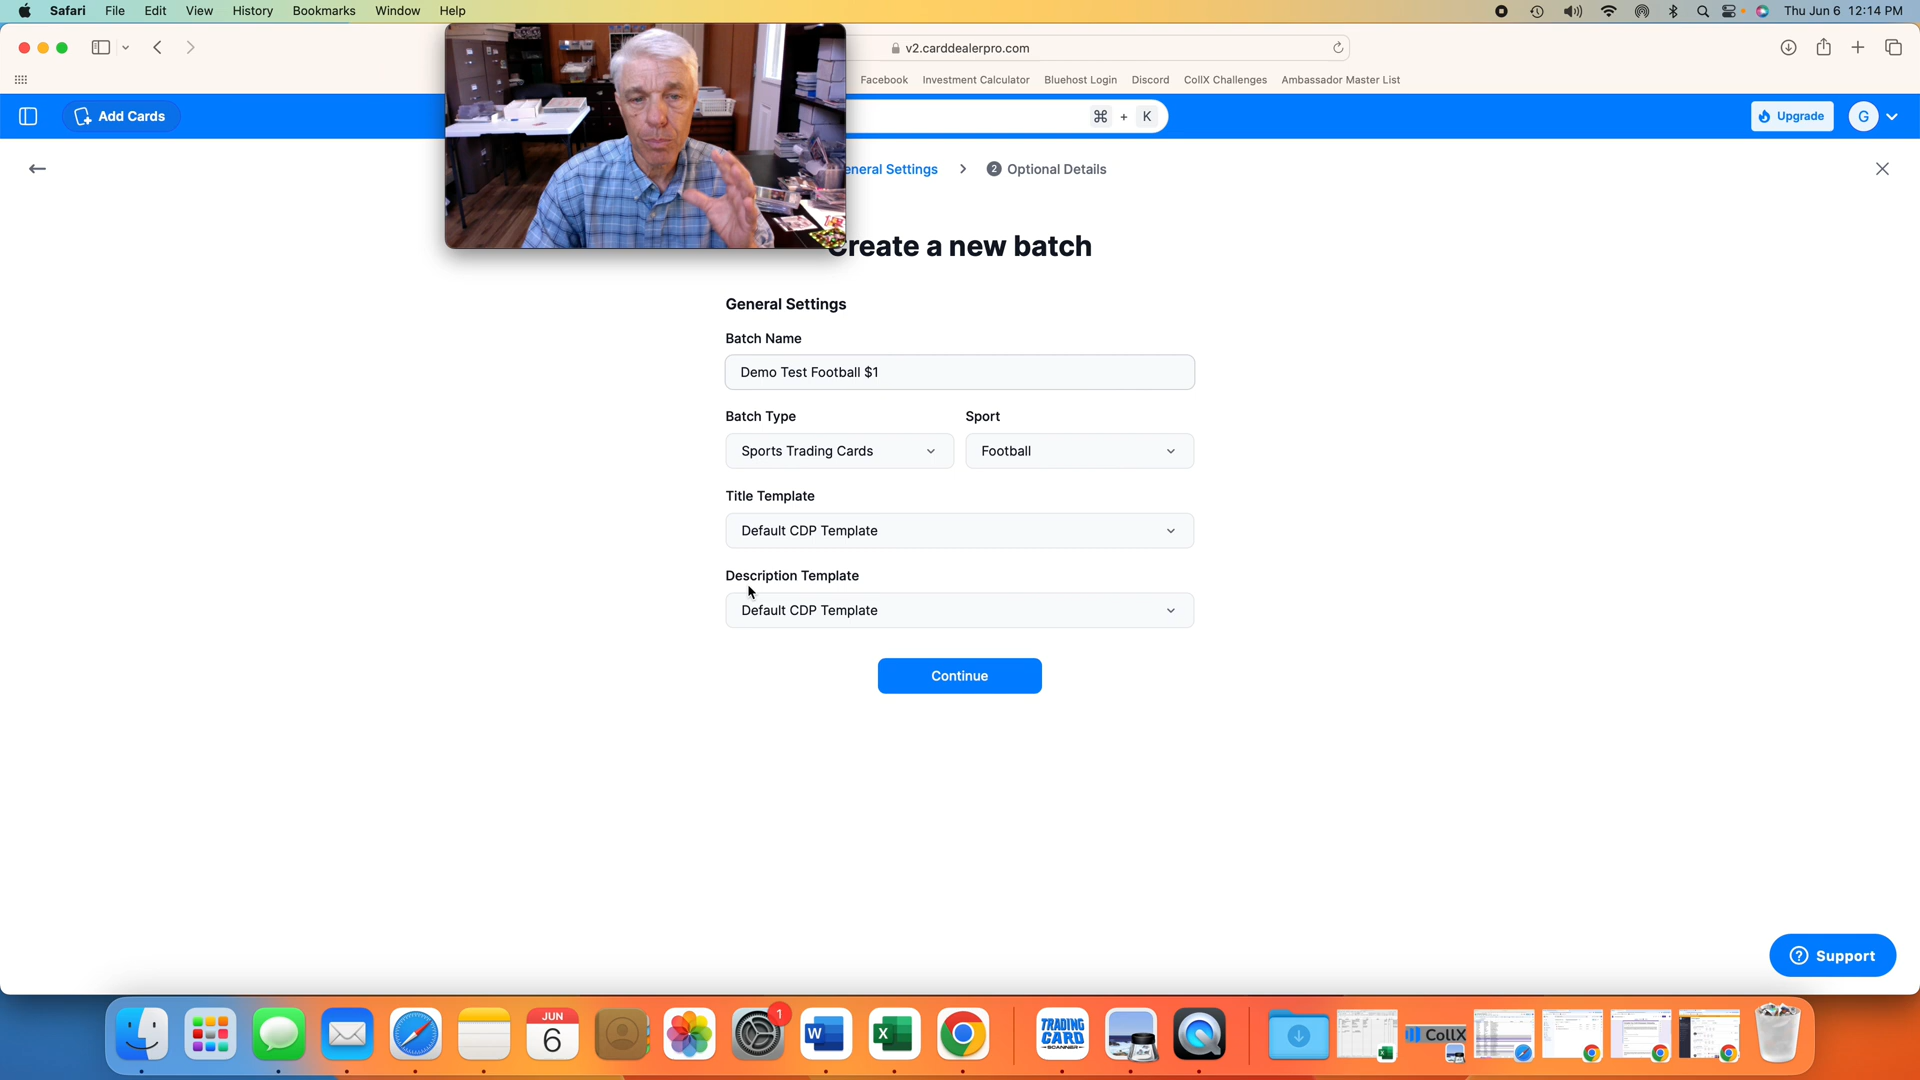 Safari File Edit View History Bookmarks Window Help
Thu Jun 6 12:14 PM
v2.carddealerpro.com
Facebook Investment Calculator Bluehost Login Discord CollX Challenges Ambassador Master List
Add Cards
⌘ + K
Upgrade
G
eneral Settings
2 Optional Details
Create a new batch
General Settings
Batch Name
Demo Test Football $1
Batch Type
Sport
Sports Trading Cards
Football
Title Template
Default CDP Template
Description Template
Default CDP Template
Continue
Support
JUN
6
1
W
X
TRADING
CARD
SCANNER
CollX